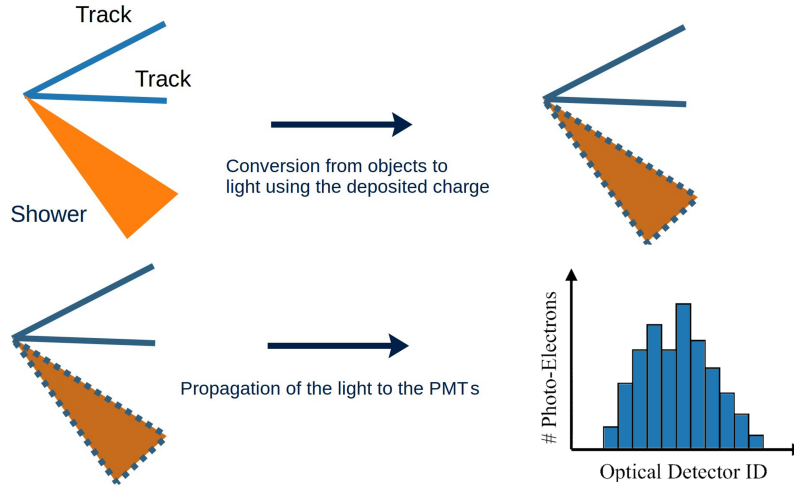 Track
Track
Conversion from objects to
light using the deposited charge
Shower
Propagation of the light to the PMTs
# Photo-Electrons
Optical Detector ID